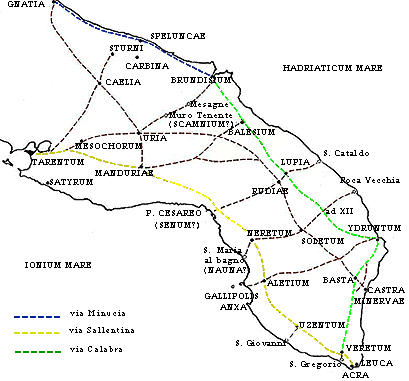 GNATIA
SPELUNCAE
STURNI
CARBINA
HADRIATICUM MARE
CAELIA
BRUNDISIUM
Mesagne
Muro Tenente
(SCAMNIUM?)
BALESIUM
URIA
MESOCHORUM
TARENTUM
LUPIA
S. Cataldo
MANDURIAE
SATYRUM
RUDIAE
Roca Vecchia
P. CESAREO
(SENUM?)
ad XII
YDRUNTUM
NERETUM
SOLETUM
S. Maria
al bagno
(NAUNA?)
IONIUM MARE
ALETIUM
BASTA
CASTRA
MINERVAE
GALLIPOLIS
ANXA
UZENTUM
via Minucia
via Sallentina
via Calabra
S. Giovanni
VERETUM
S. Gregorio
LEUCA
ACRA